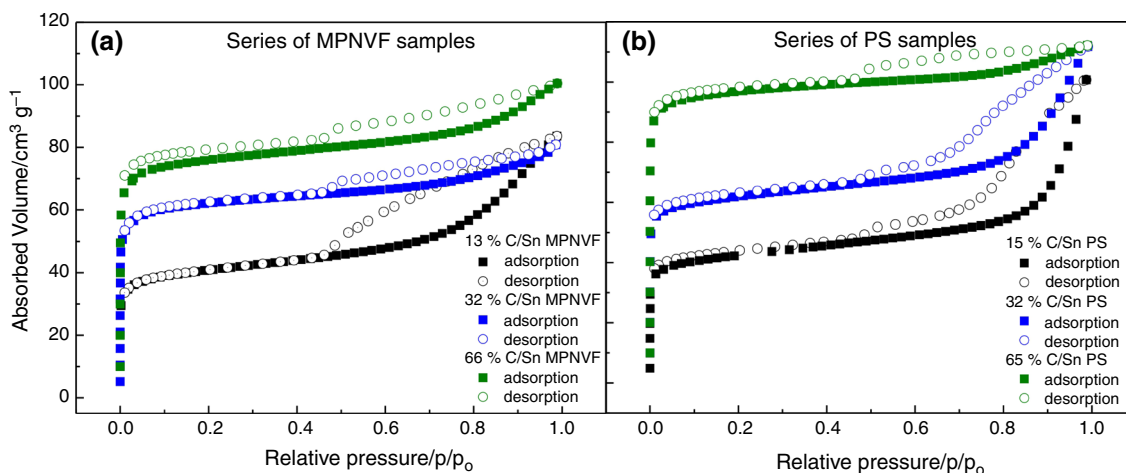 120
100
80
60
40
20
0
Absorbed Volume/cm³ g⁻¹
(a)
Series of MPNVF samples
13 % C/Sn MPNVF
adsorption
desorption
32 % C/Sn MPNVF
adsorption
desorption
66 % C/Sn MPNVF
adsorption
desorption
0.0 0.2 0.4 0.6 0.8 1.0
Relative pressure/p/pₒ
(b)
Series of PS samples
15 % C/Sn PS
adsorption
desorption
32 % C/Sn PS
adsorption
desorption
65 % C/Sn PS
adsorption
desorption
0.0 0.2 0.4 0.6 0.8 1.0
Relative pressure/p/pₒ